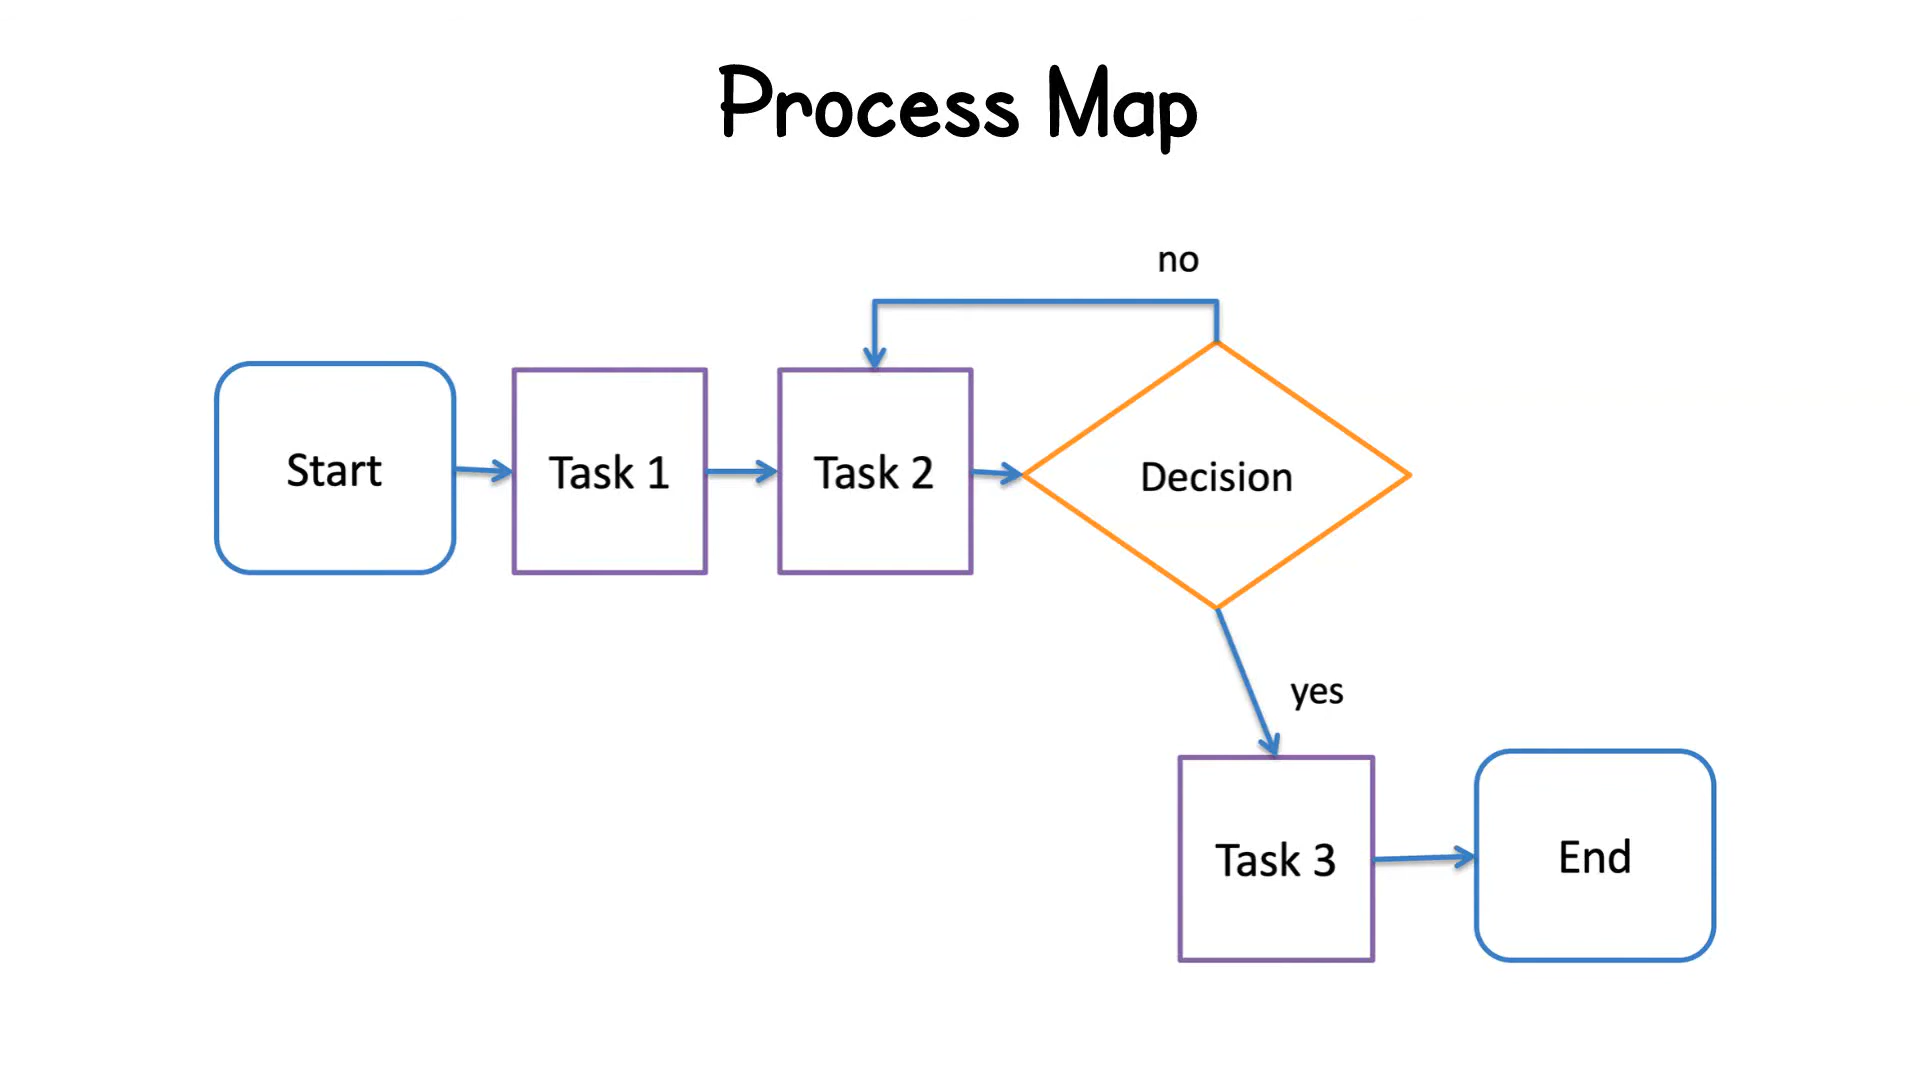 Process Map
no
Start
Task 1
Task 2
Decision
yes
Task 3
End